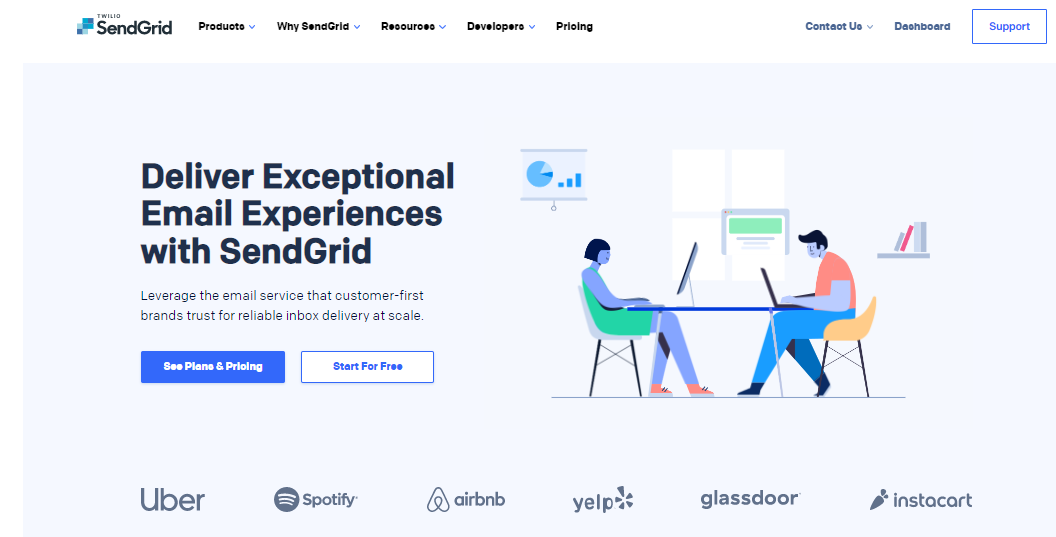 TWILIO
SendGrid
Products Why SendGrid Resources Developers Pricing Contact Us Dashboard Support
Deliver Exceptional
Email Experiences
with SendGrid
Leverage the email service that customer-first
brands trust for reliable inbox delivery at scale.
See Plans & Pricing Start For Free
Uber Spotify airbnb yelp glassdoor instacart